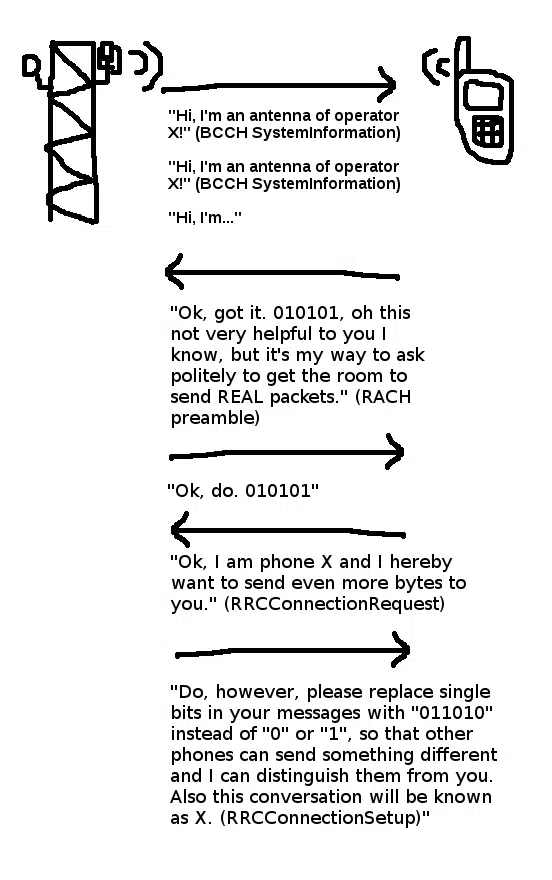 "Hi, I'm an antenna of operator
X!" (BCCH SystemInformation)
"Hi, I'm an antenna of operator
X!" (BCCH SystemInformation)
"Hi, I'm..."
"Ok, got it. 010101, oh this
not very helpful to you I
know, but it's my way to ask
politely to get the room to
send REAL packets." (RACH
preamble)
"Ok, do. 010101"
"Ok, I am phone X and I hereby
want to send even more bytes to
you." (RRCConnectionRequest)
"Do, however, please replace single
bits in your messages with "011010"
instead of "0" or "1", so that other
phones can send something different
and I can distinguish them from you.
Also this conversation will be known
as X. (RRCConnectionSetup)"